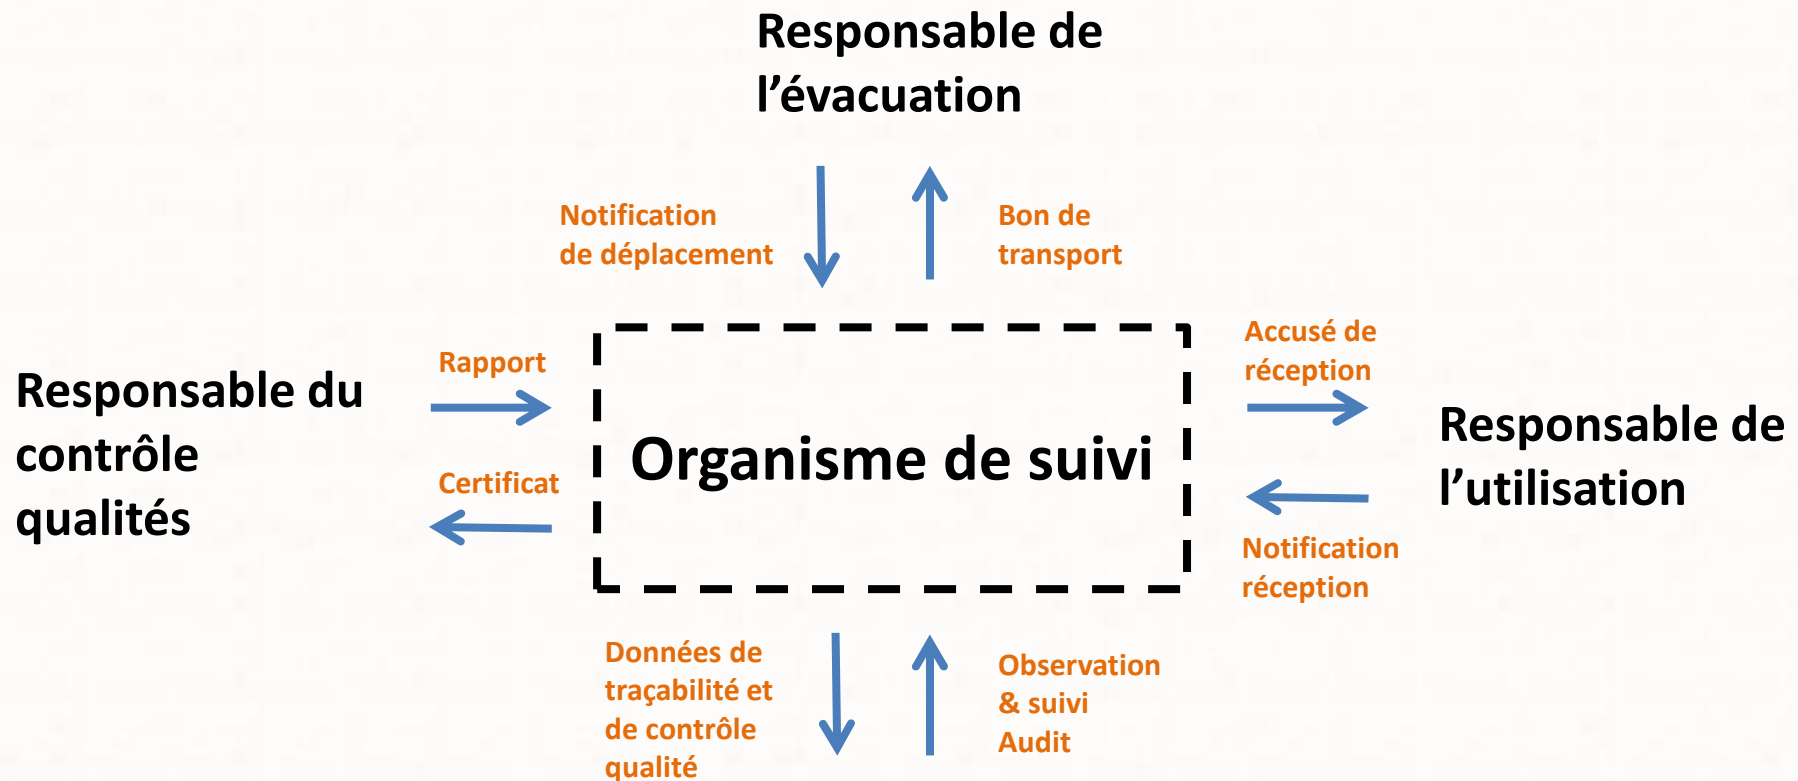 Responsable de
l’évacuation
Notification
de déplacement
Bon de
transport
Rapport
Accusé de
réception
Responsable du
contrôle
qualités
Organisme de suivi
Responsable de
l’utilisation
Certificat
Notification
réception
Données de
traçabilité et
de contrôle
qualité
Observation
& suivi
Audit